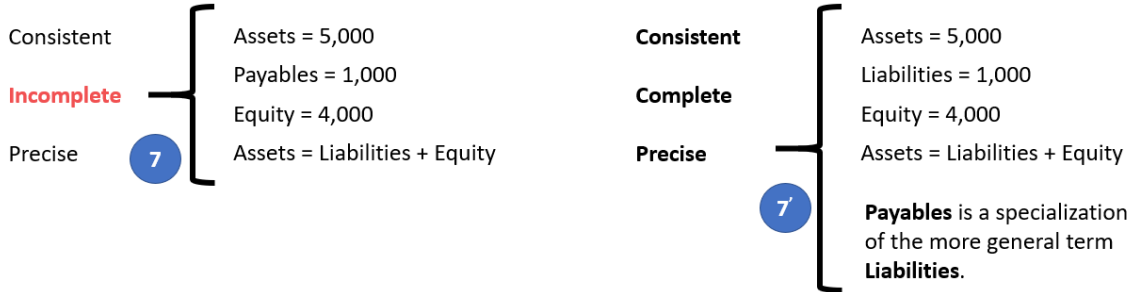 Consistent
Incomplete
Precise
7
Assets = 5,000
Payables = 1,000
Equity = 4,000
Assets = Liabilities + Equity
Consistent
Complete
Precise
7′
Assets = 5,000
Liabilities = 1,000
Equity = 4,000
Assets = Liabilities + Equity
Payables is a specialization
of the more general term
Liabilities.